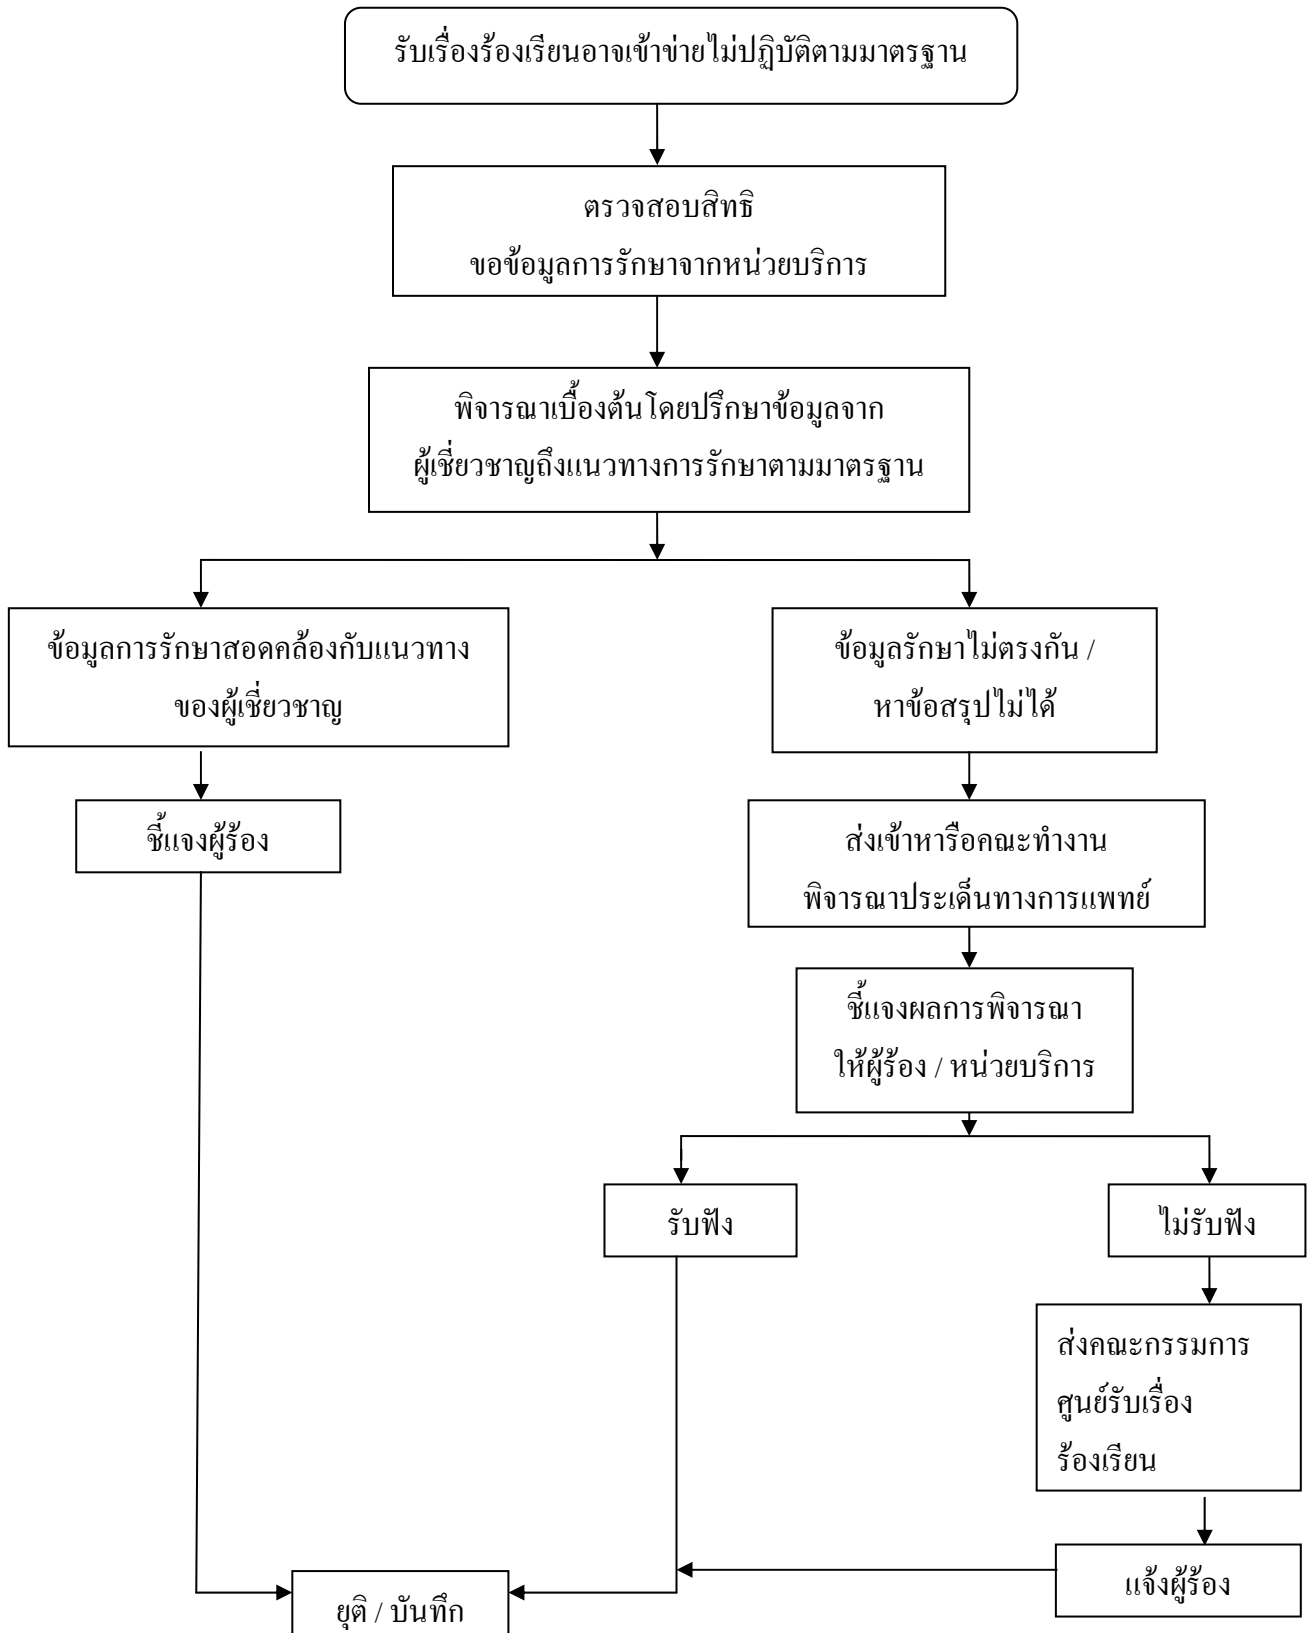 รับเรื่องร้องเรียนอาจเข้าข่ายไม่ปฏิบัติตามมาตรฐาน
ตรวจสอบสิทธิ
ขอข้อมูลการรักษาจากหน่วยบริการ
พิจารณาเบื้องต้นโดยปรึกษาข้อมูลจาก
ผู้เชี่ยวชาญถึงแนวทางการรักษาตามมาตรฐาน
ข้อมูลการรักษาสอดคล้องกับแนวทาง
ของผู้เชี่ยวชาญ
ข้อมูลรักษาไม่ตรงกัน /
หาข้อสรุปไม่ได้
ชี้แจงผู้ร้อง
ส่งเข้าหารือคณะทำงาน
พิจารณาประเด็นทางการแพทย์
ชี้แจงผลการพิจารณา
ให้ผู้ร้อง / หน่วยบริการ
รับฟัง
ไม่รับฟัง
ส่งคณะกรรมการ
ศูนย์รับเรื่อง
ร้องเรียน
แจ้งผู้ร้อง
ยุติ / บันทึก